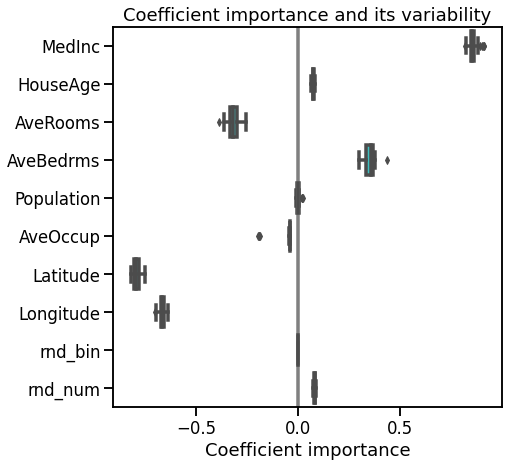 Coefficient importance and its variability
MedInc
HouseAge
AveRooms
AveBedrms
Population
AveOccup
Latitude
Longitude
rnd_bin
rnd_num
−0.5 0.0 0.5
Coefficient importance